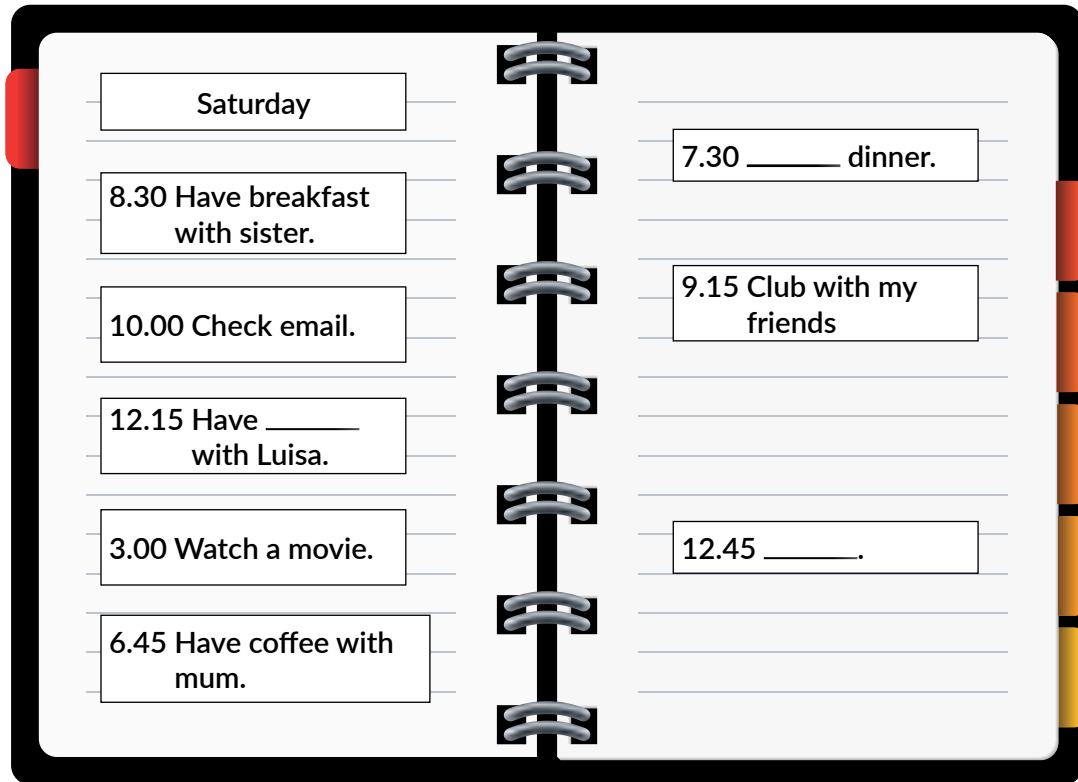 Saturday
8.30 Have breakfast
with sister.
10.00 Check email.
12.15 Have ______
with Luisa.
3.00 Watch a movie.
6.45 Have coffee with
mum.
7.30 ______ dinner.
9.15 Club with my
friends
12.45 ______.